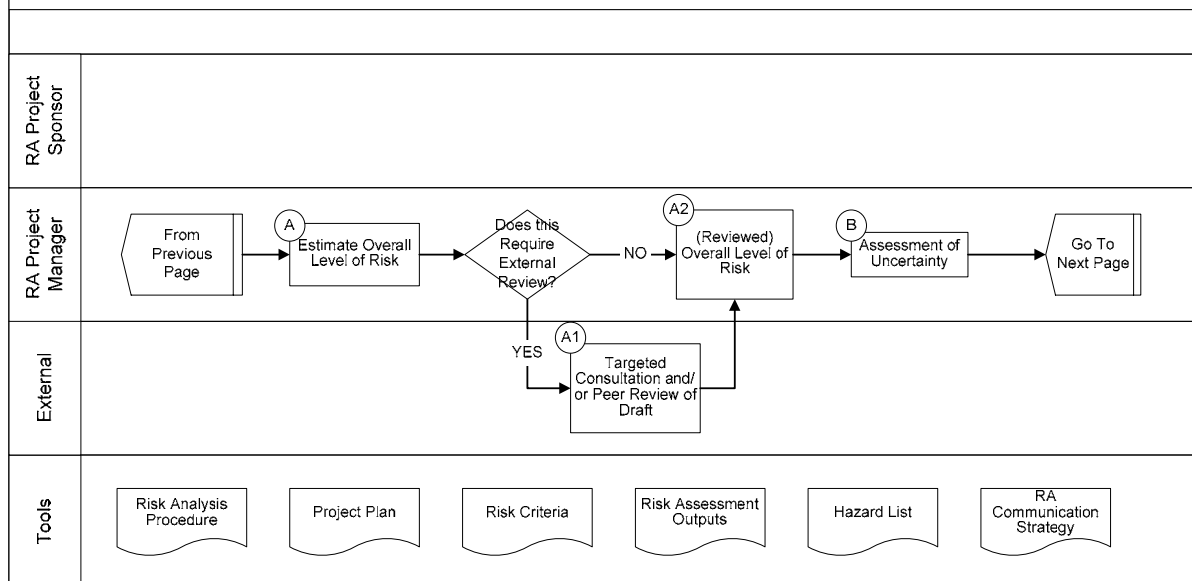 RA Project
Sponsor
RA Project
Manager
From
Previous
Page
A
Estimate Overall
Level of Risk
Does this
Require
External
Review?
NO
A2
(Reviewed)
Overall Level of
Risk
B
Assessment of
Uncertainty
Go To
Next Page
External
YES
A1
Targeted
Consultation and/
or Peer Review of
Draft
Tools
Risk Analysis
Procedure
Project Plan
Risk Criteria
Risk Assessment
Outputs
Hazard List
RA
Communication
Strategy